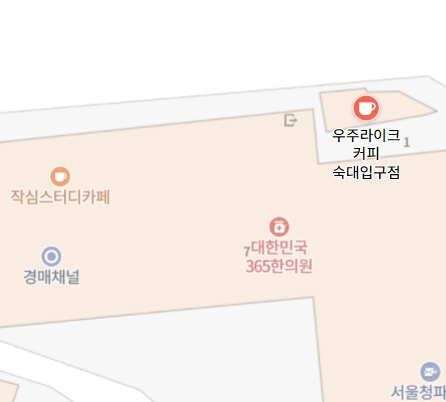 우주라이크
커피
숙대입구점
1
작심스터디카페
7
대한민국
365한의원
경매채널
서울청파